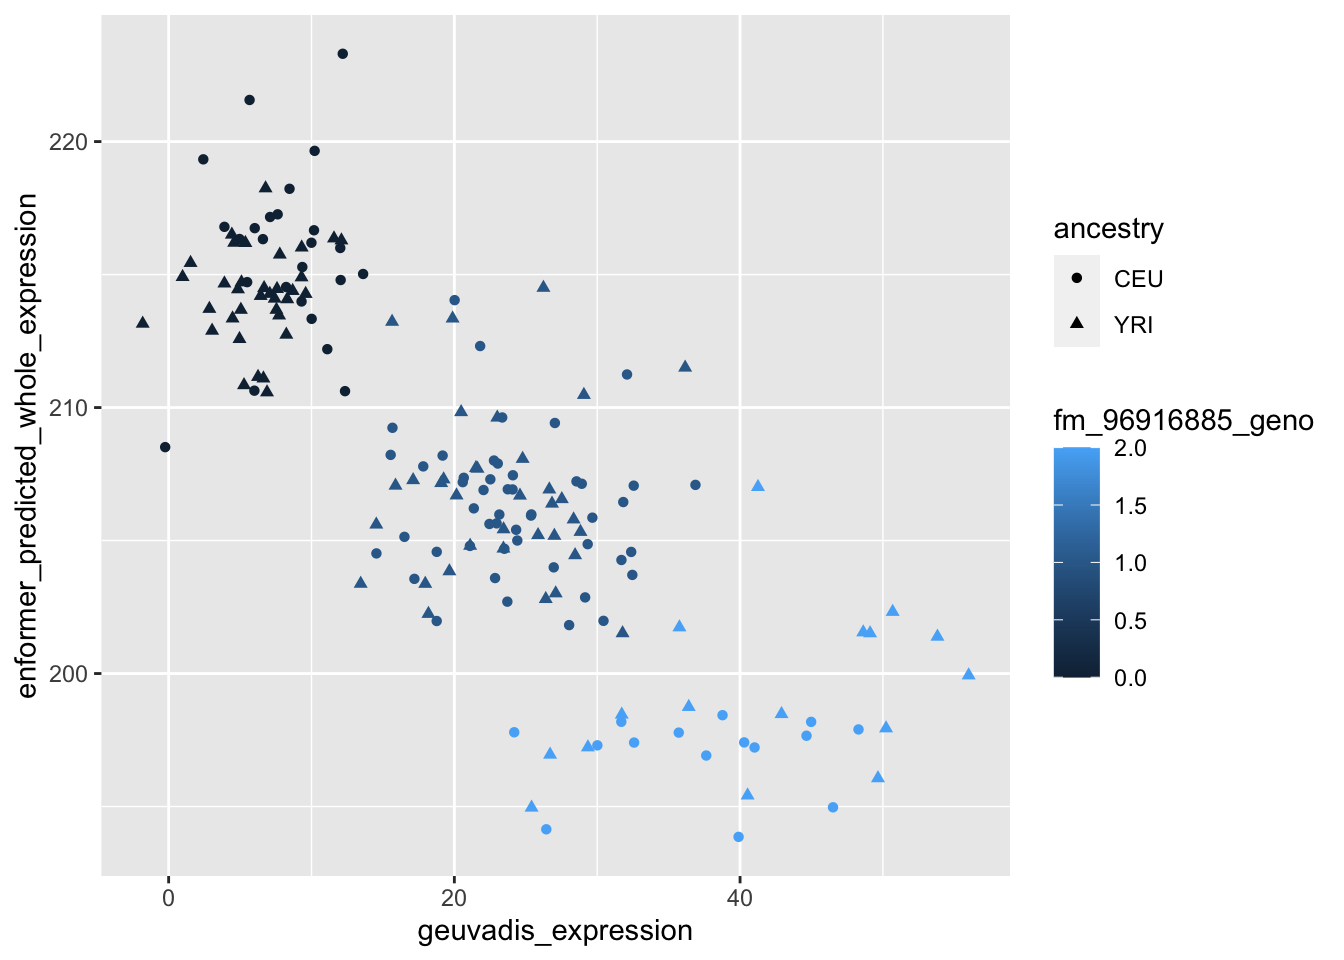 220
210
200
0
20
40
geuvadis_expression
enformer_predicted_whole_expression
ancestry
CEU
YRI
fm_96916885_geno
2.0
1.5
1.0
0.5
0.0